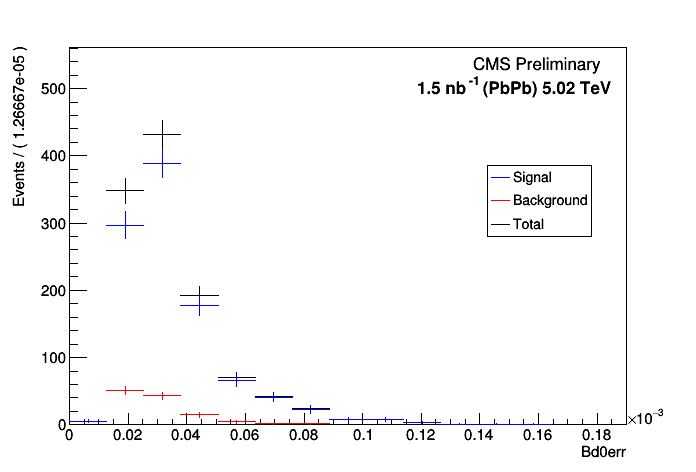 CMS Preliminary
1.5 nb⁻¹ (PbPb) 5.02 TeV
Events / ( 1.26667e-05 )
500
400
300
200
100
0
Signal
Background
Total
0 0.02 0.04 0.06 0.08 0.1 0.12 0.14 0.16 0.18
×10⁻³
Bd0err